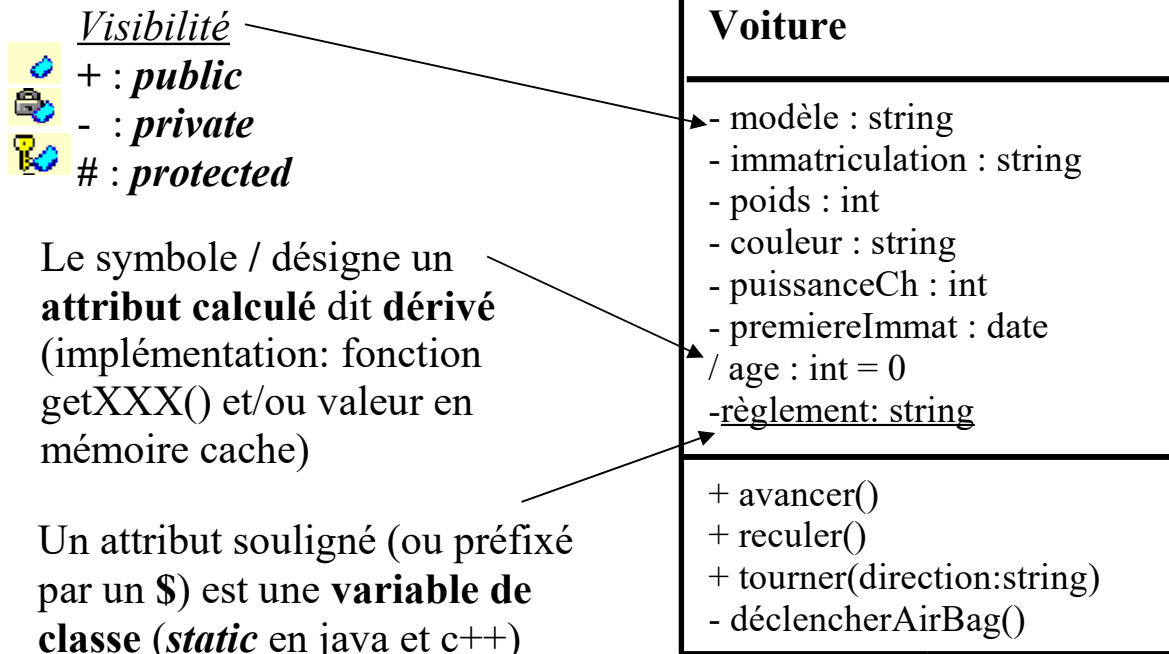 Visibilité
+ : public
- : private
# : protected
Le symbole / désigne un
attribut calculé dit dérivé
(implémentation: fonction
getXXX() et/ou valeur en
mémoire cache)
Un attribut souligné (ou préfixé
par un $) est une variable de
classe (static en java et c++)
Voiture
- modèle : string
- immatriculation : string
- poids : int
- couleur : string
- puissanceCh : int
- premiereImmat : date
/ age : int = 0
-règlement: string
+ avancer()
+ reculer()
+ tourner(direction:string)
- déclencherAirBag()